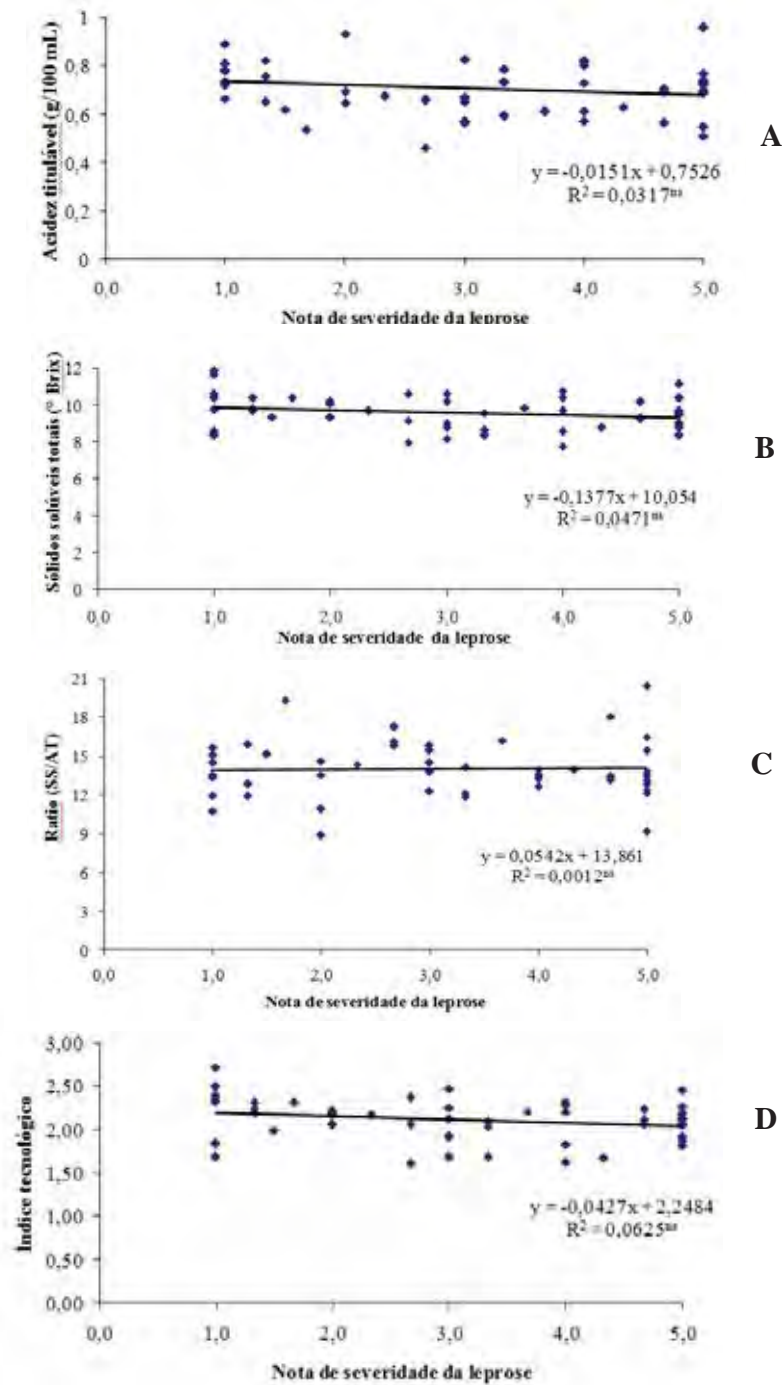 1
0,8
0,6
0,4
0,2
0
Acidez titulável (g/100 mL)
0,0 1,0 2,0 3,0 4,0 5,0
Nota de severidade da leprose
y = -0,0151x + 0,7526
R² = 0,0317ns
A
12
10
8
6
4
2
0
Sólidos solúveis totais (° Brix)
0,0 1,0 2,0 3,0 4,0 5,0
Nota de severidade da leprose
y = -0,1377x + 10,054
R² = 0,0471ns
B
21
18
15
12
9
6
3
0
Ratio (SS/AT)
0,0 1,0 2,0 3,0 4,0 5,0
Nota de severidade da leprose
y = 0,0542x + 13,861
R² = 0,0012ns
C
3,00
2,50
2,00
1,50
1,00
0,50
0,00
Índice tecnológico
0,0 1,0 2,0 3,0 4,0 5,0
Nota de severidade da leprose
y = -0,0427x + 2,2484
R² = 0,0625ns
D